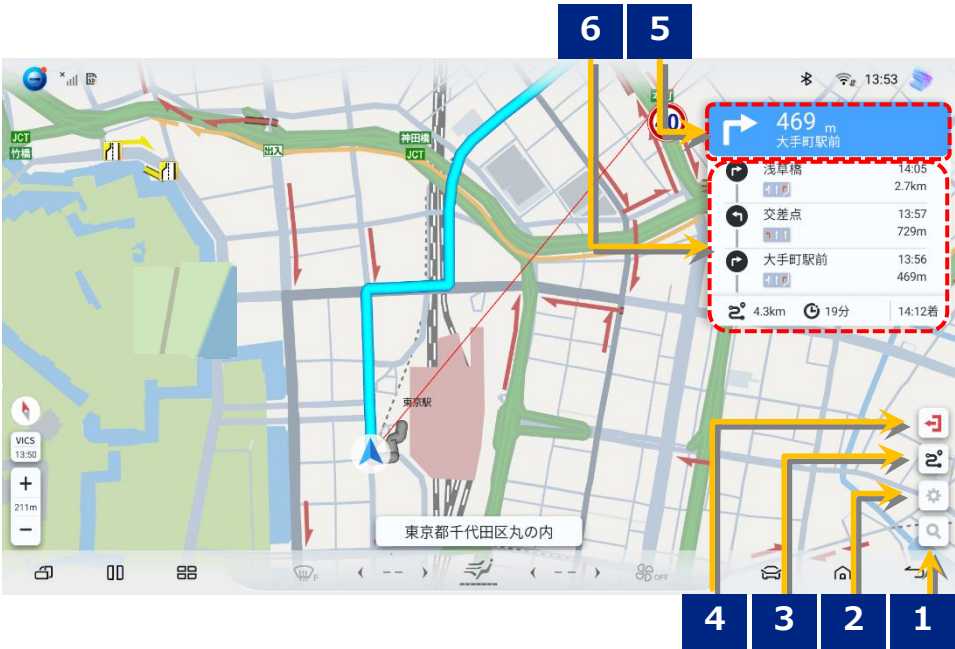 6 5
13:53
40
469 m
大手町駅前
浅草橋 14:05
2.7km
交差点 13:57
729m
大手町駅前 13:56
469m
4.3km 19分 14:12着
JCT
竹橋
出入
神田橋
JCT
東京駅
VICS
13:50
+
211m
−
東京都千代田区丸の内
F
< -- >
< -- >
OFF
4 3 2 1